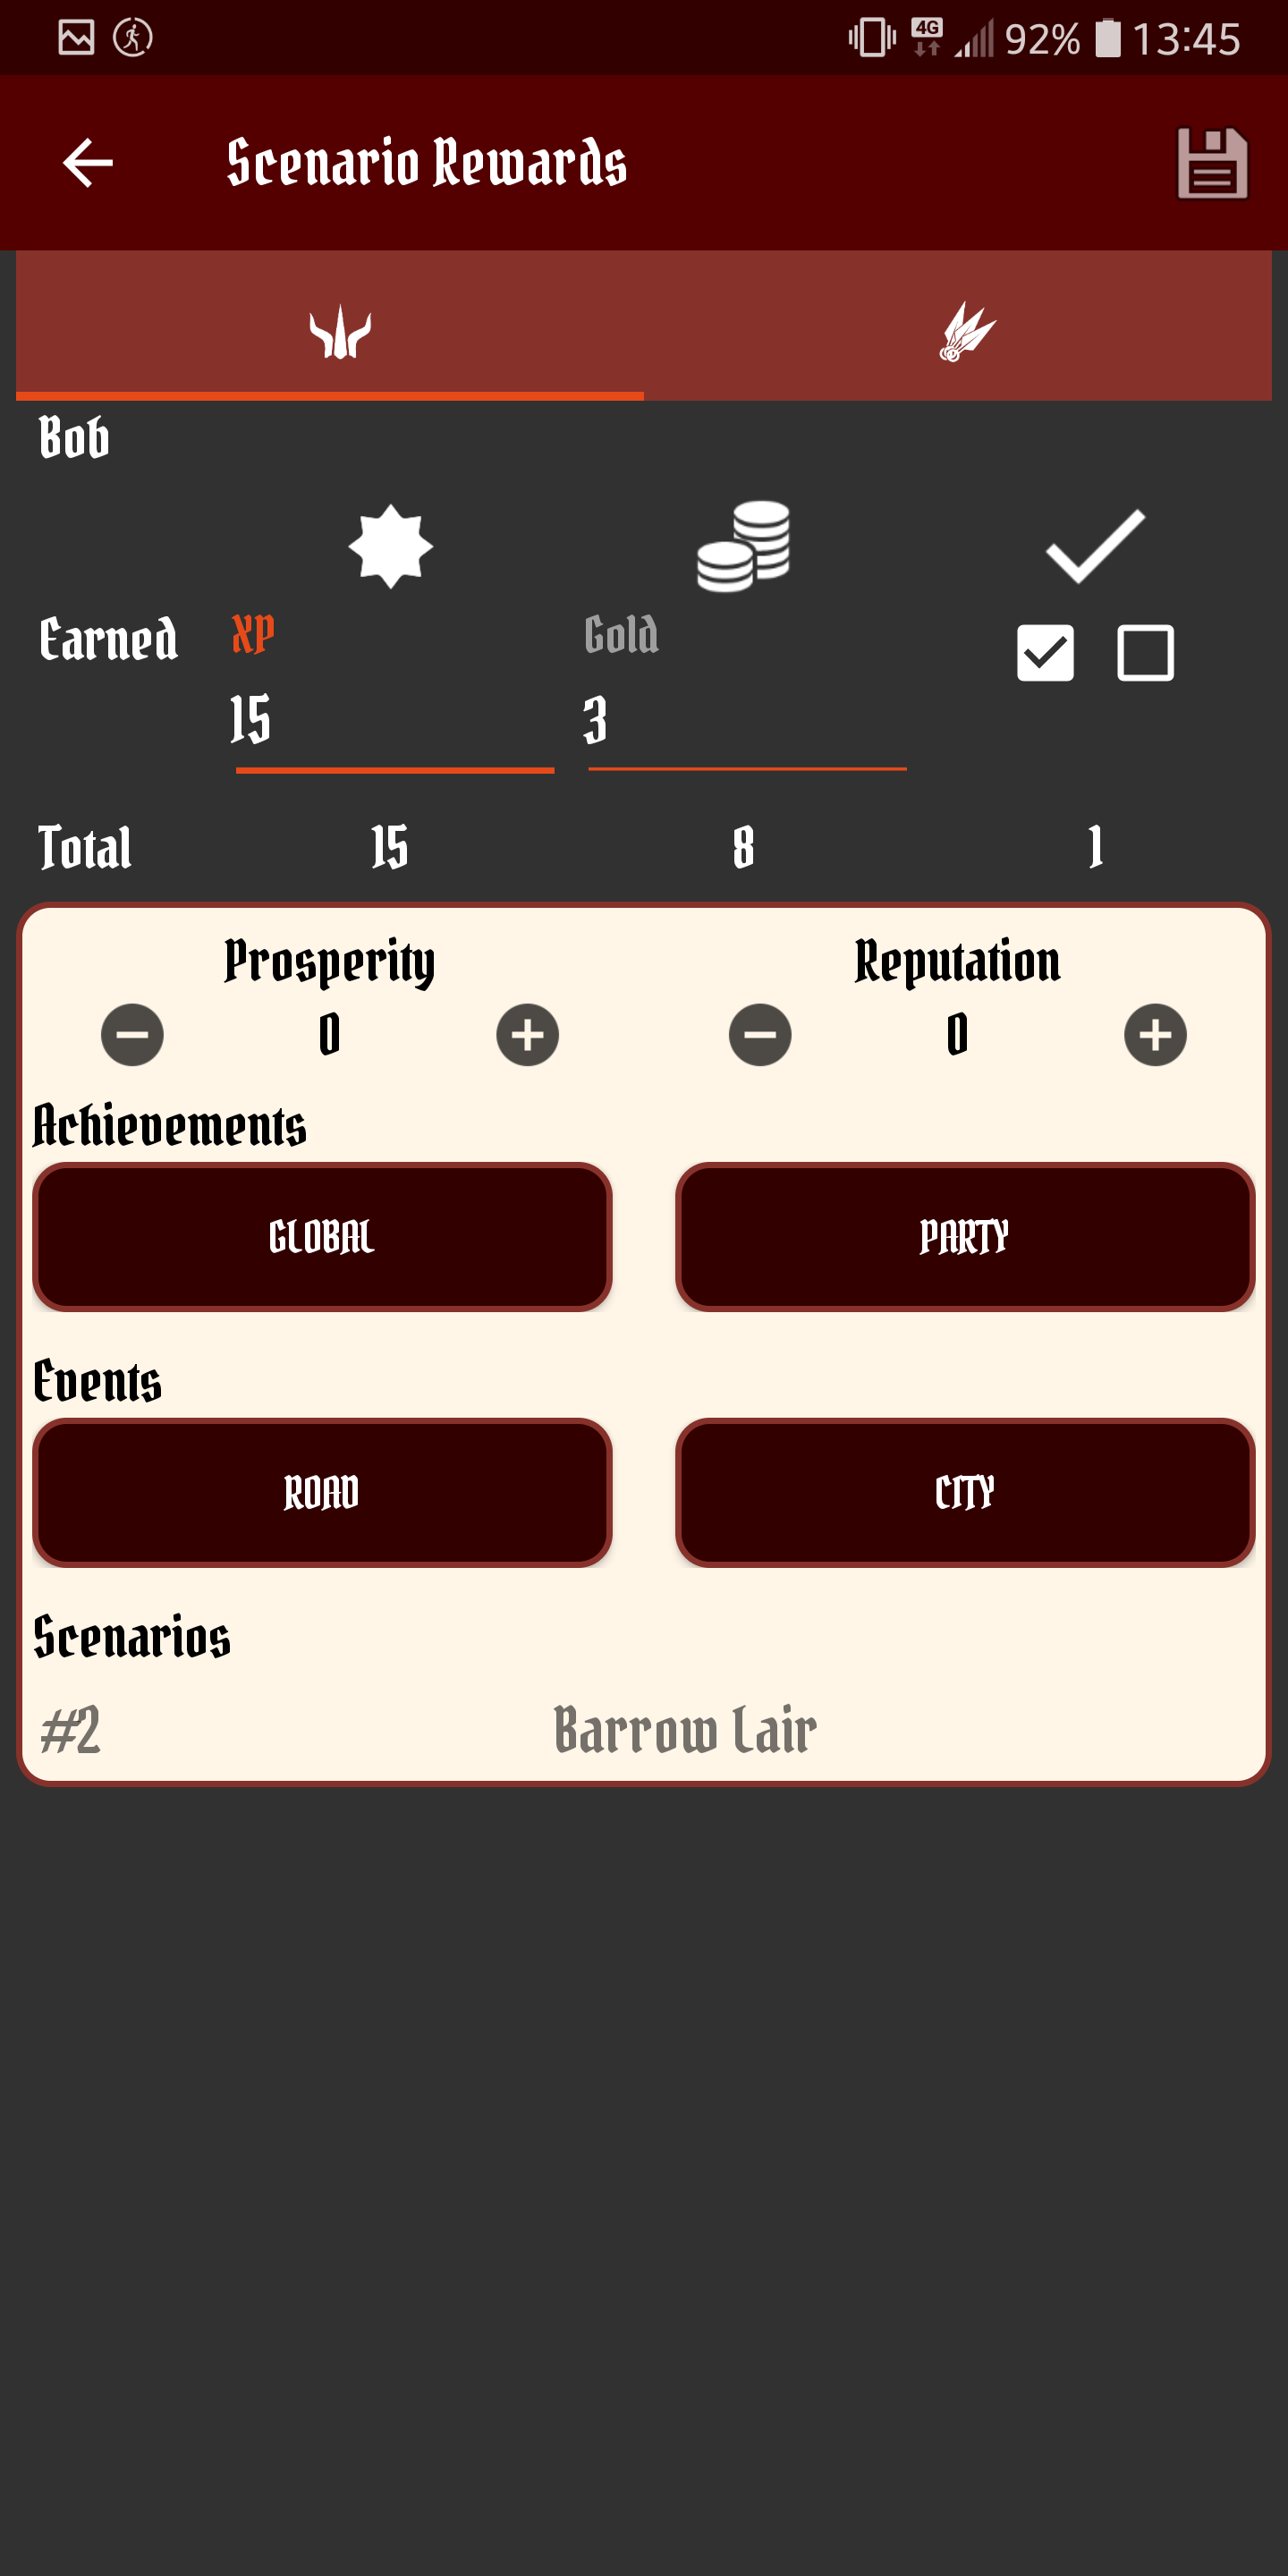 4G 92% 13:45
Scenario Rewards
Bob
Earned XP Gold
15 3
Total 15 8 1
Prosperity Reputation
0 0
Achievements
GLOBAL PARTY
Events
ROAD CITY
Scenarios
#2 Barrow Lair